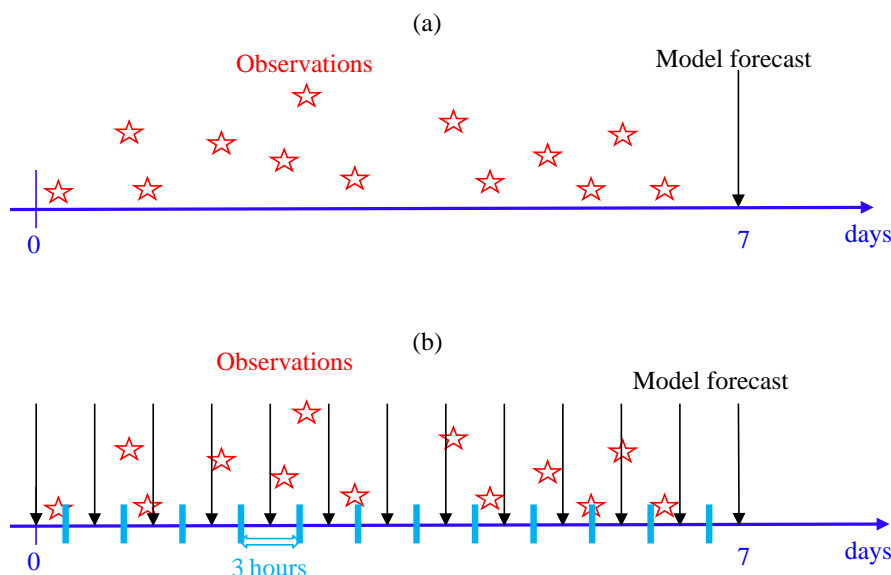 (a)
Observations
Model forecast
0
7
days
(b)
Observations
Model forecast
0
3 hours
7
days